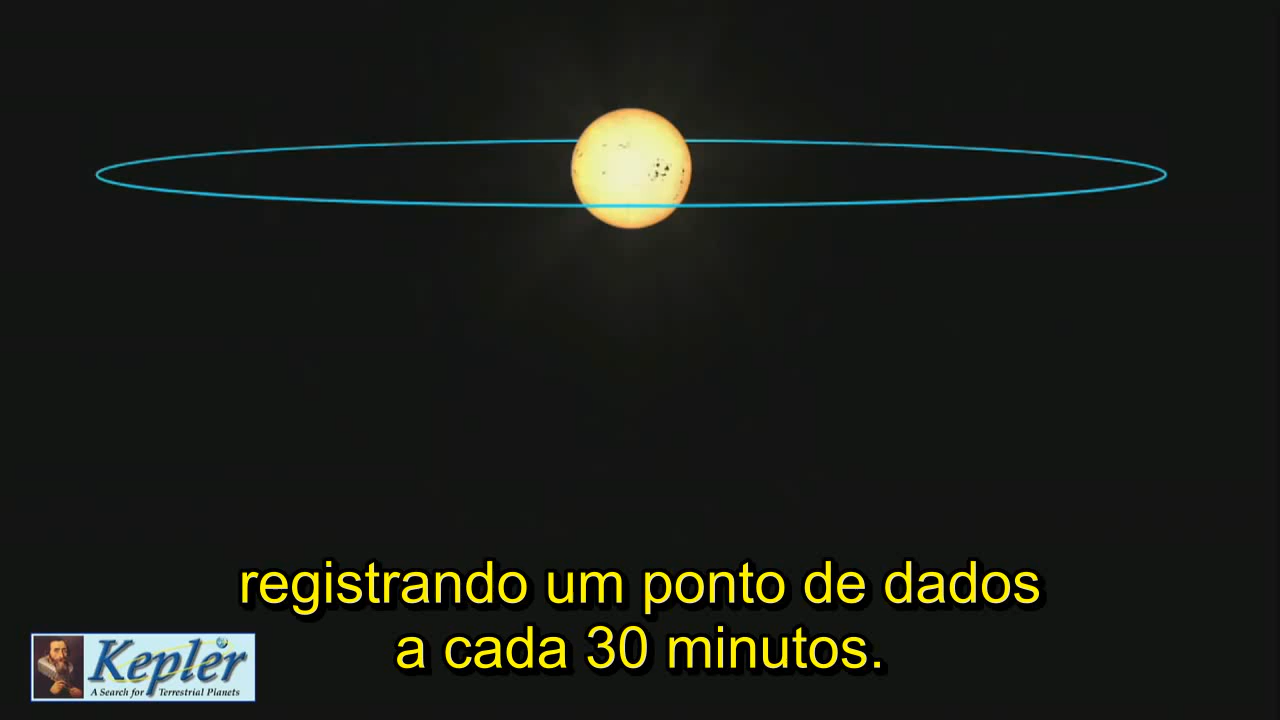 registrando um ponto de dados
a cada 30 minutos.
Kepler
A Search for Terrestrial Planets